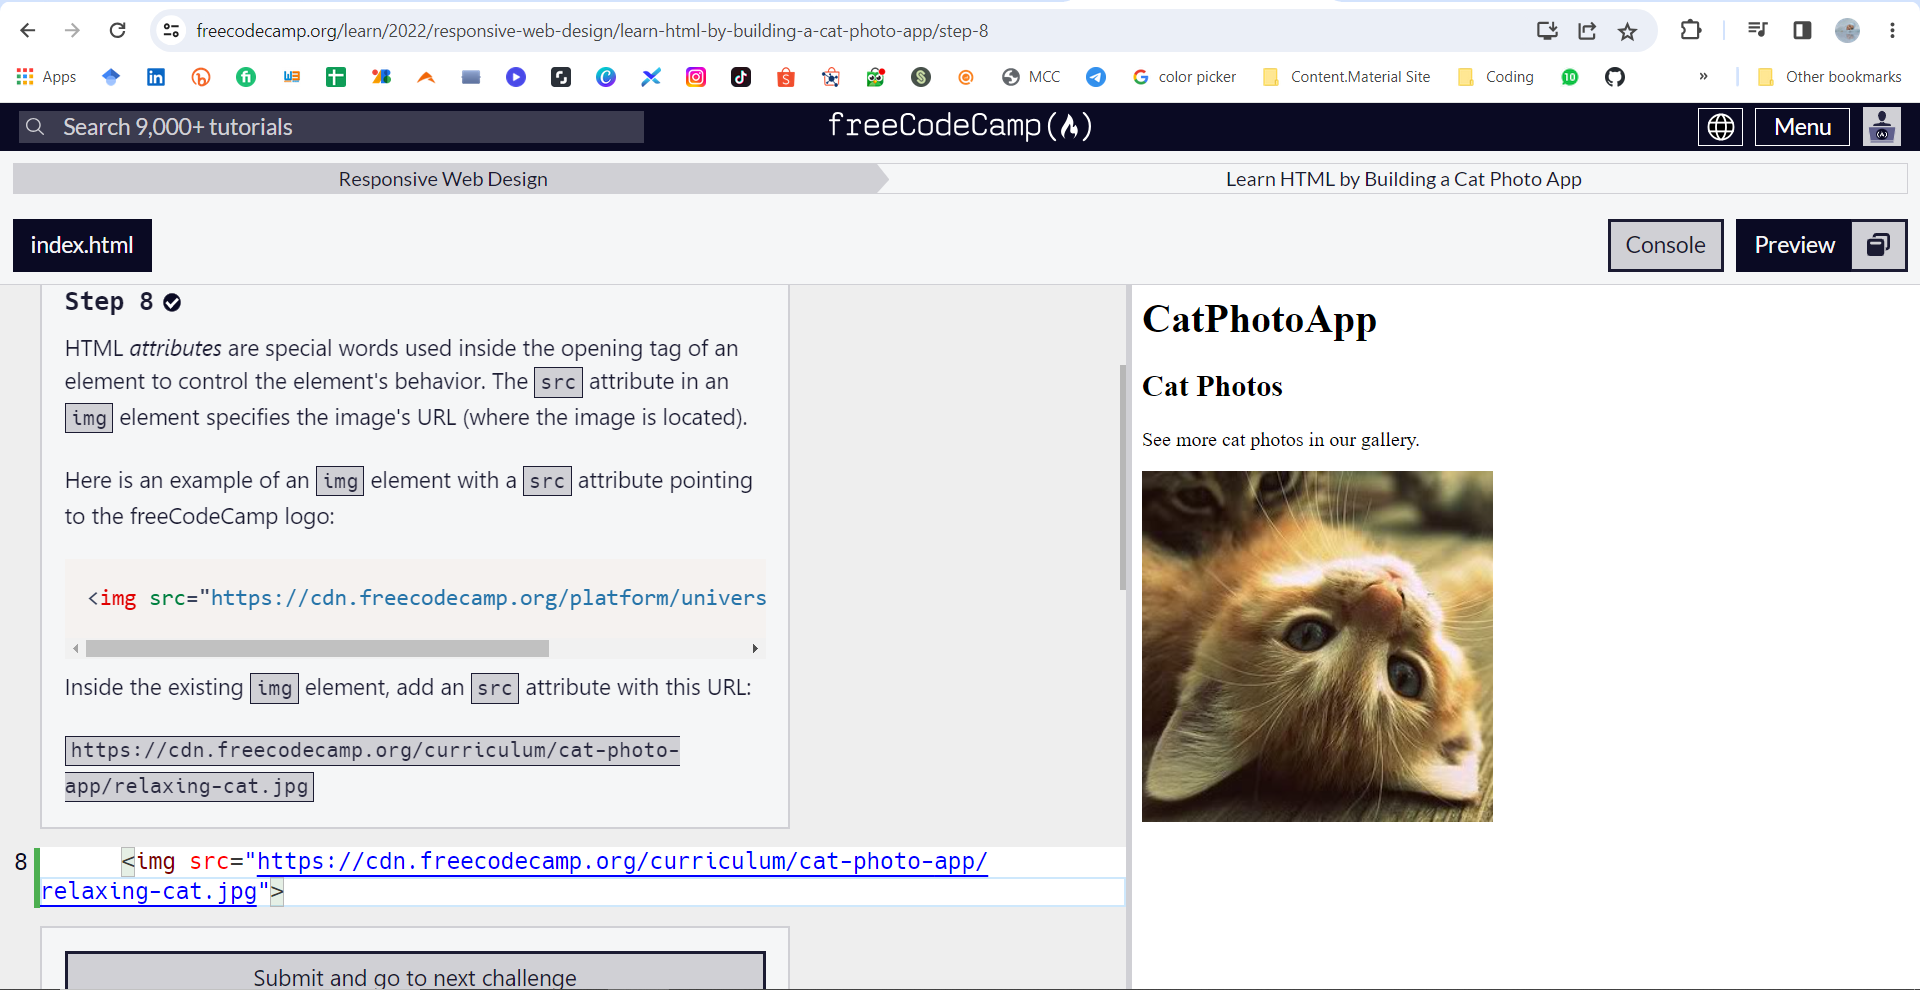 freecodecamp.org/learn/2022/responsive-web-design/learn-html-by-building-a-cat-photo-app/step-8
Apps
MCC
color picker
Content.Material Site
Coding
10
»
Other bookmarks
Search 9,000+ tutorials
freeCodeCamp
Menu
Responsive Web Design
Learn HTML by Building a Cat Photo App
index.html
Console
Preview
Step 8
HTML attributes are special words used inside the opening tag of an
element to control the element's behavior. The src attribute in an
img element specifies the image's URL (where the image is located).
Here is an example of an img element with a src attribute pointing
to the freeCodeCamp logo:
<img src="https://cdn.freecodecamp.org/platform/univers
Inside the existing img element, add an src attribute with this URL:
https://cdn.freecodecamp.org/curriculum/cat-photo-
app/relaxing-cat.jpg
8 <img src="https://cdn.freecodecamp.org/curriculum/cat-photo-app/
relaxing-cat.jpg">
Submit and go to next challenge
CatPhotoApp
Cat Photos
See more cat photos in our gallery.